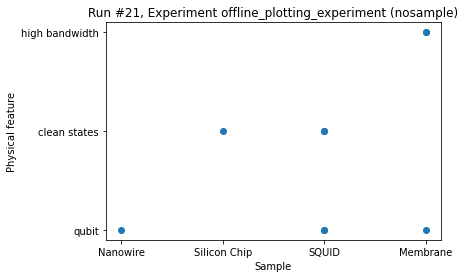 Run #21, Experiment offline_plotting_experiment (nosample)
high bandwidth
clean states
qubit
Physical feature
Nanowire Silicon Chip SQUID Membrane
Sample